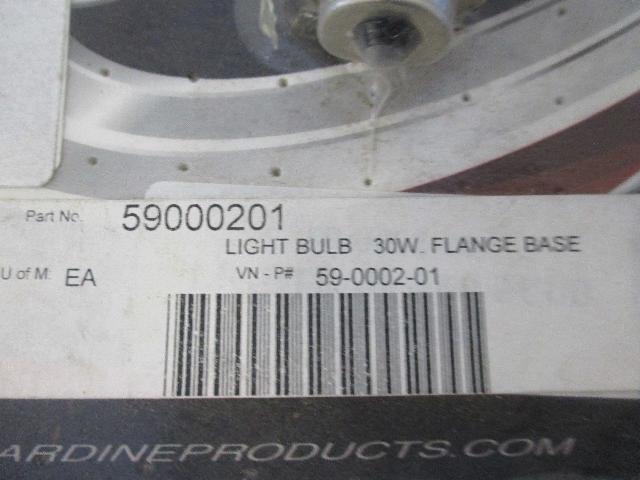 Part No. 59000201
LIGHT BULB 30W. FLANGE BASE
U of M: EA VN - P# 59-0002-01
ARDINEPRODUCTS.COM